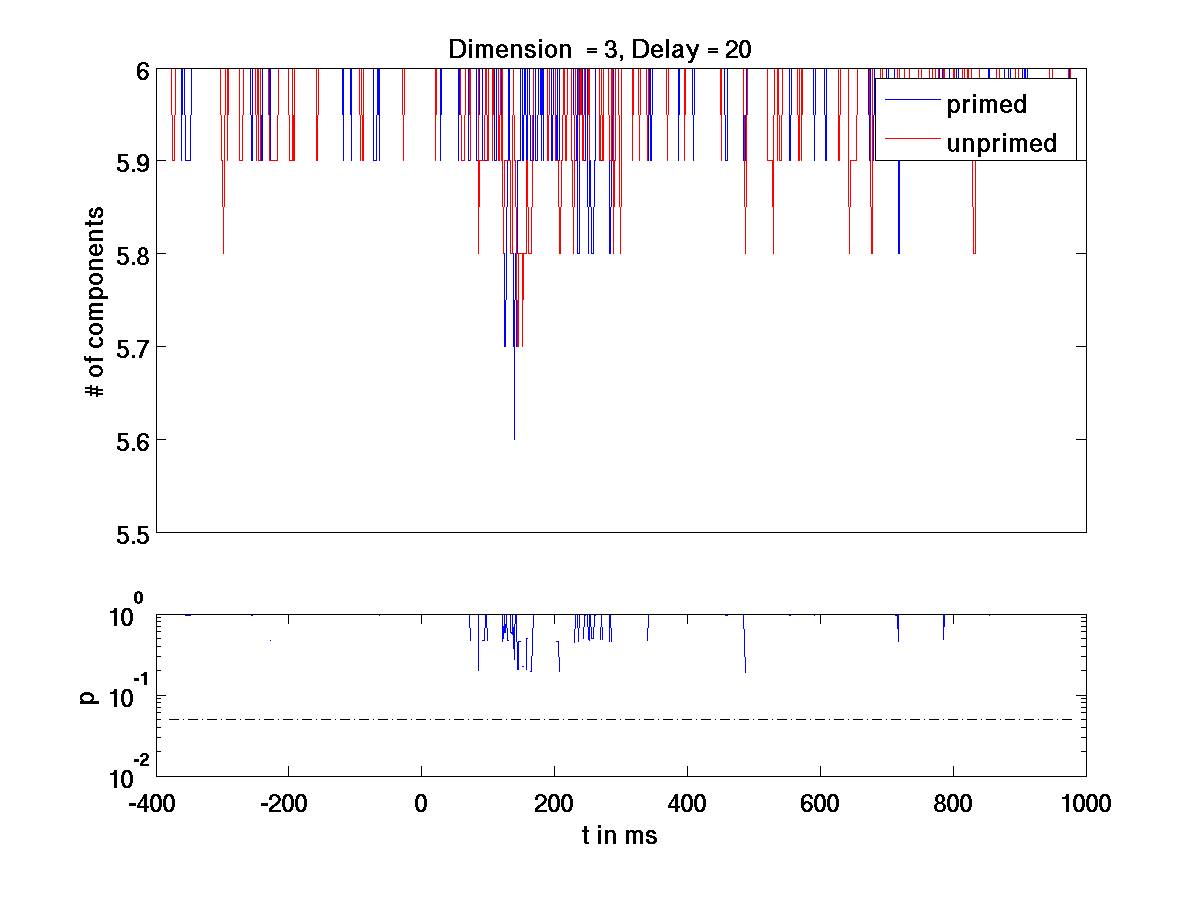 Dimension = 3, Delay = 20
6
5.9
5.8
5.7
5.6
5.5
# of components
primed
unprimed
10^0
10^-1
10^-2
p
-400 -200 0 200 400 600 800 1000
t in ms